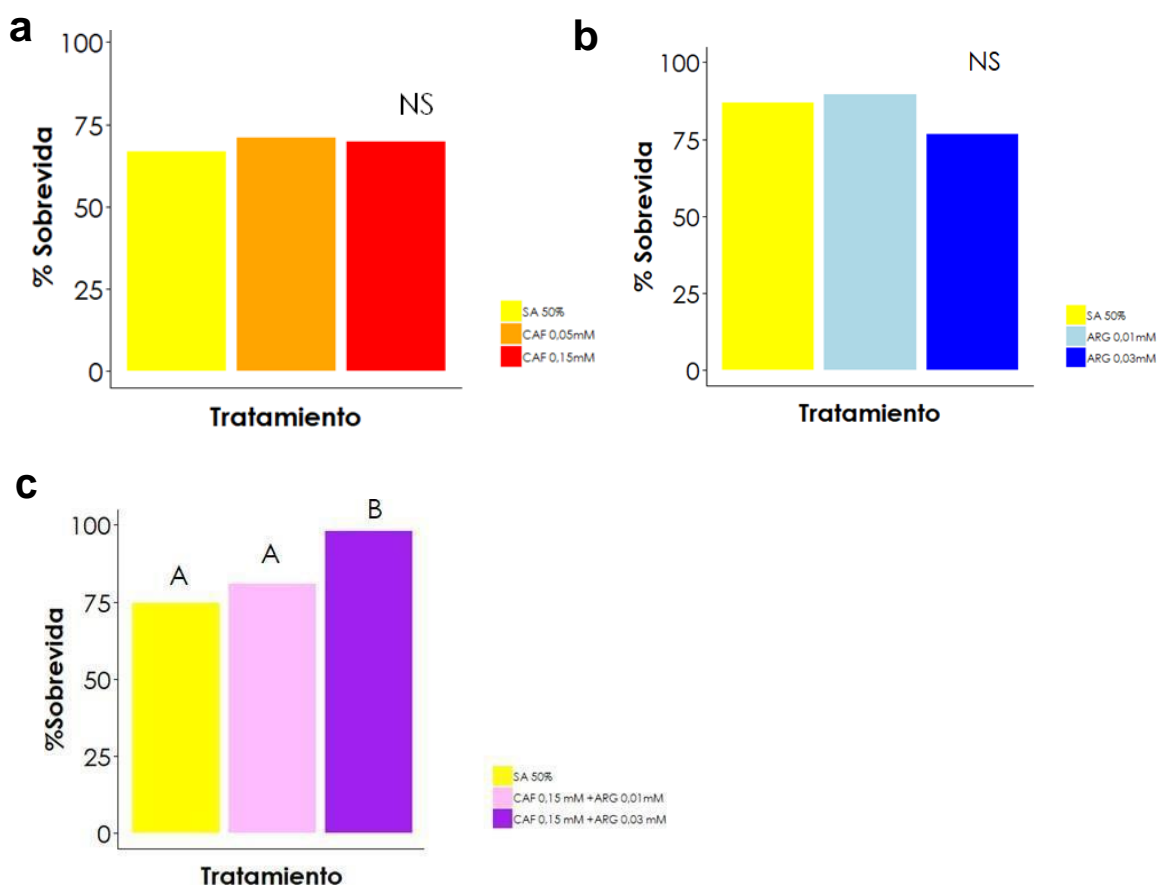 a
100
75
50
25
0
% Sobrevida
NS
Tratamiento
SA 50%
CAF 0,05mM
CAF 0,15mM
b
100
75
50
25
0
% Sobrevida
NS
Tratamiento
SA 50%
ARG 0,01mM
ARG 0,03mM
c
100
75
50
25
0
%Sobrevida
A
A
B
Tratamiento
SA 50%
CAF 0,15 mM +ARG 0,01mM
CAF 0,15 mM +ARG 0,03 mM